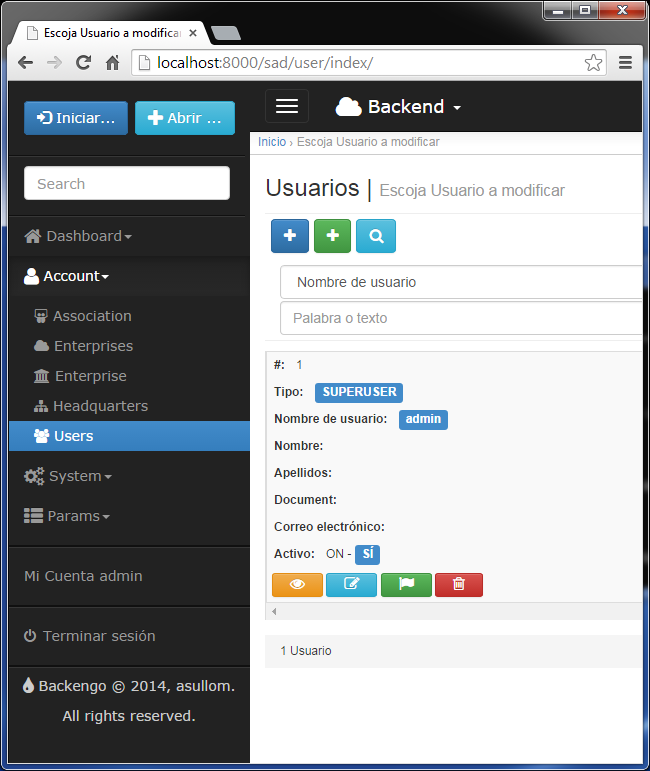 Escoja Usuario a modifica
localhost:8000/sad/user/index/
Iniciar...
Abrir ...
Backend
Search
Inicio › Escoja Usuario a modificar
Dashboard
Account
Association
Enterprises
Enterprise
Headquarters
Users
System
Params
Mi Cuenta admin
Terminar sesión
Backengo © 2014, asullom.
All rights reserved.
Usuarios | Escoja Usuario a modificar
Nombre de usuario
Palabra o texto
#: 1
Tipo: SUPERUSER
Nombre de usuario: admin
Nombre:
Apellidos:
Document:
Correo electrónico:
Activo: ON - SÍ
1 Usuario